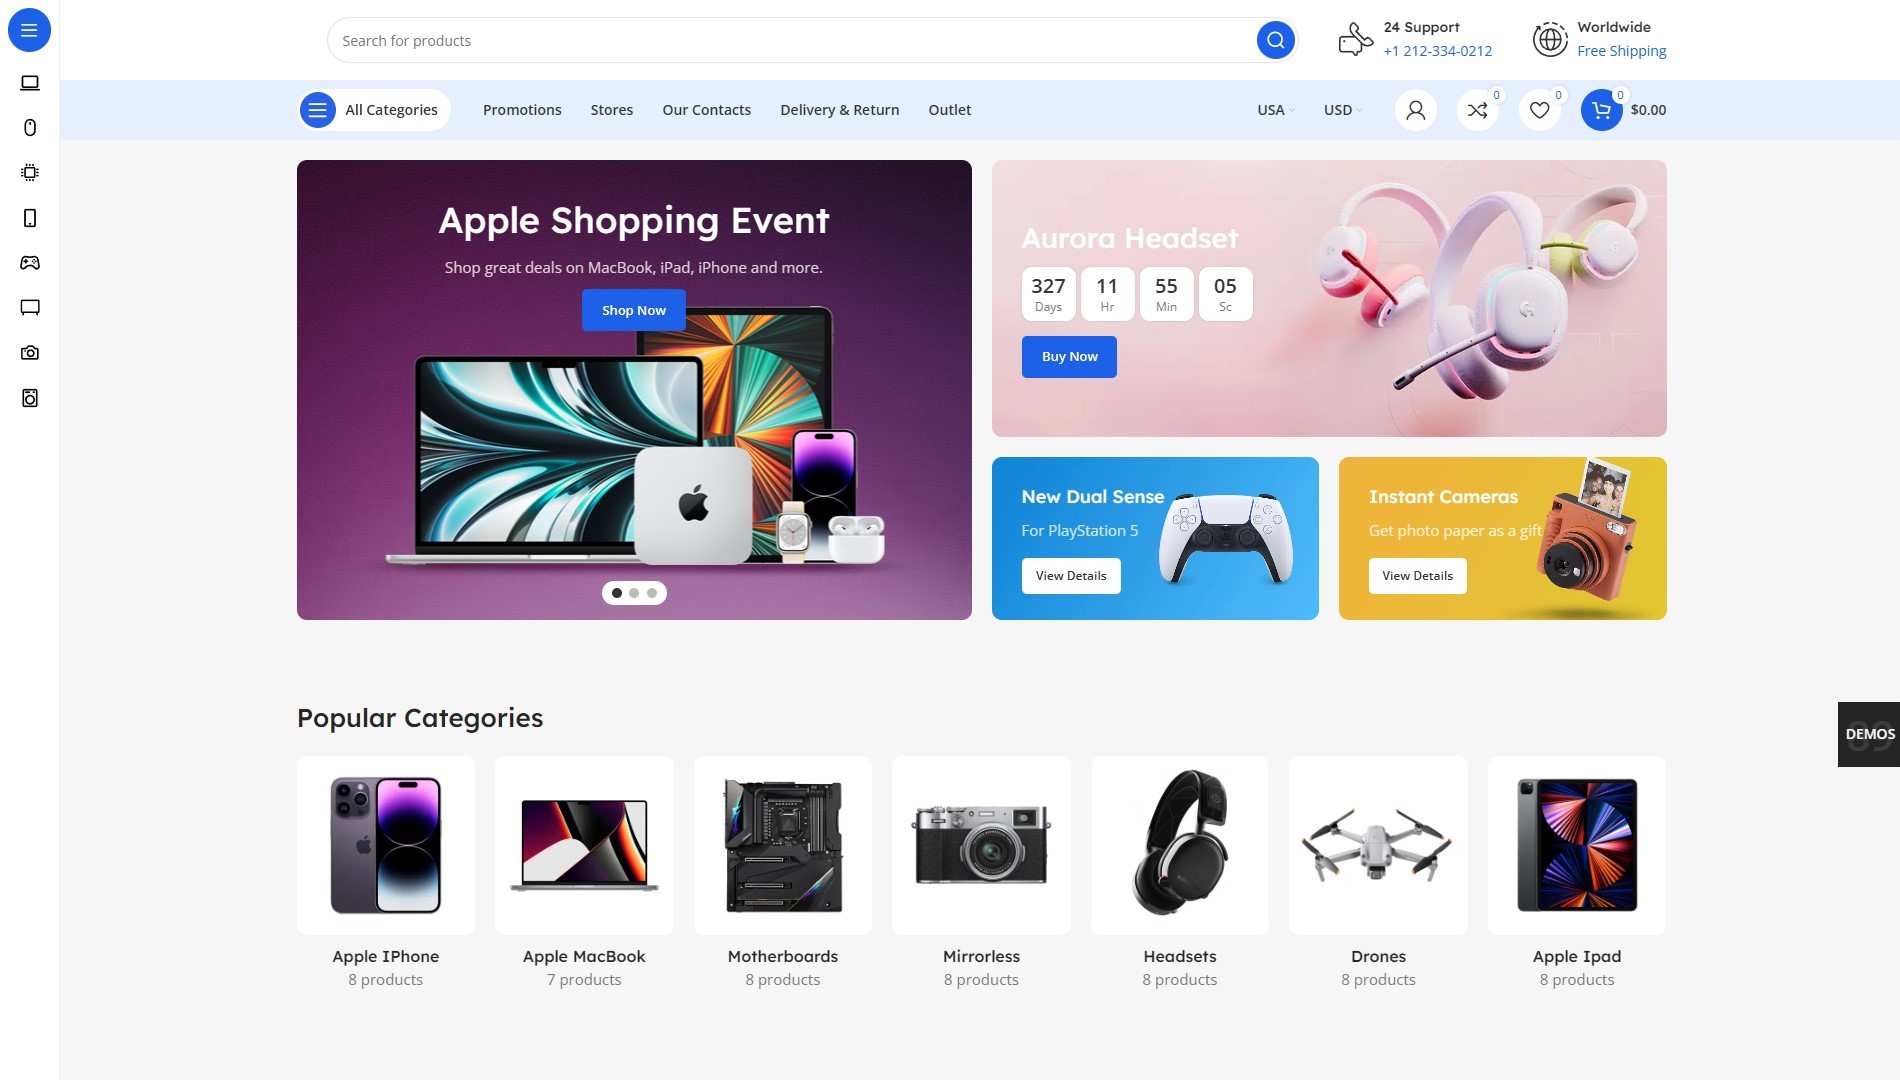 Search for products
24 Support
+1 212-334-0212
Worldwide
Free Shipping
All Categories
Promotions
Stores
Our Contacts
Delivery & Return
Outlet
USA
USD
0
0
0
$0.00
Apple Shopping Event
Shop great deals on MacBook, iPad, iPhone and more.
Shop Now
Aurora Headset
327 11 55 05
Days Hr Min Sc
Buy Now
New Dual Sense
For PlayStation 5
View Details
Instant Cameras
Get photo paper as a gift
View Details
Popular Categories
89
DEMOS
Apple IPhone
8 products
Apple MacBook
7 products
Motherboards
8 products
Mirrorless
8 products
Headsets
8 products
Drones
8 products
Apple Ipad
8 products